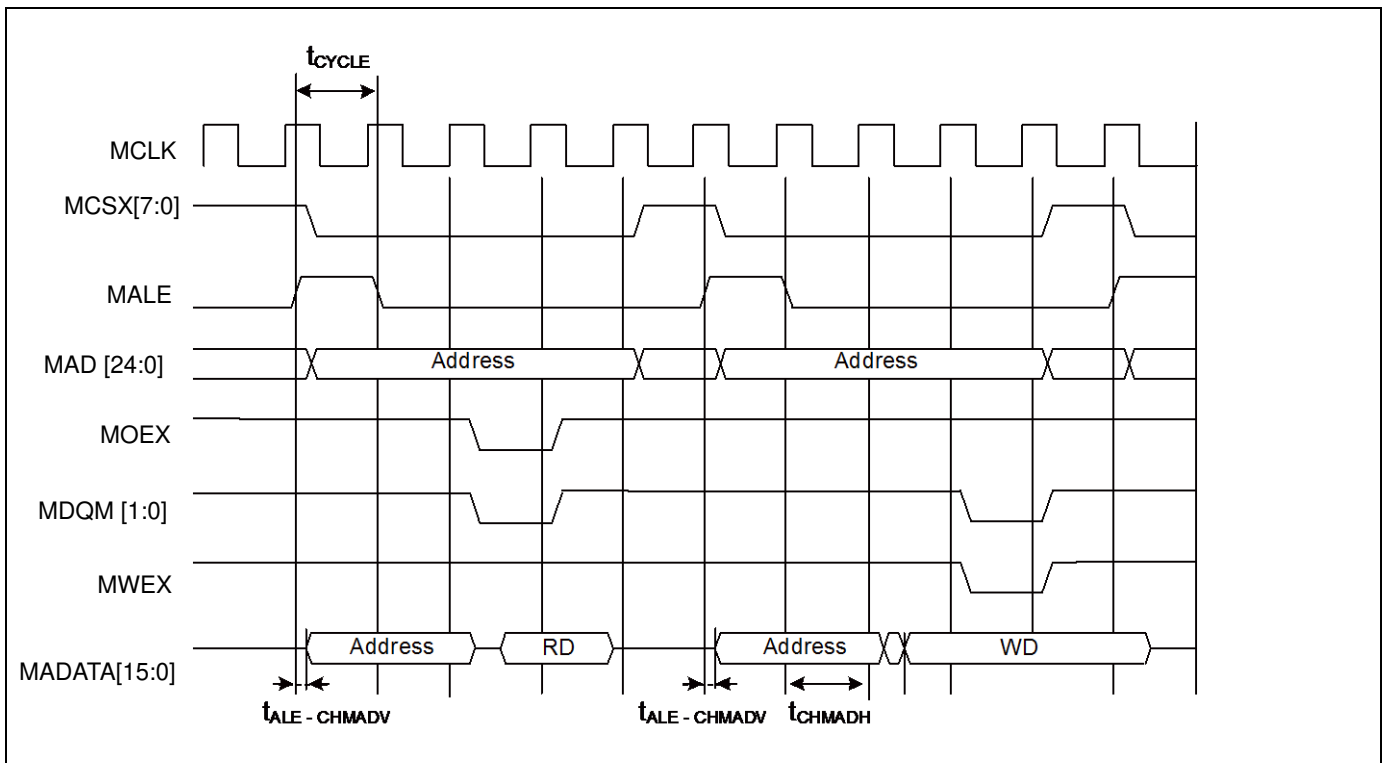 tCYCLE
MCLK
MCSX[7:0]
MALE
MAD [24:0] Address Address
MOEX
MDQM [1:0]
MWEX
MADATA[15:0] Address RD Address WD
tALE - CHMADV tALE - CHMADV tCHMADH